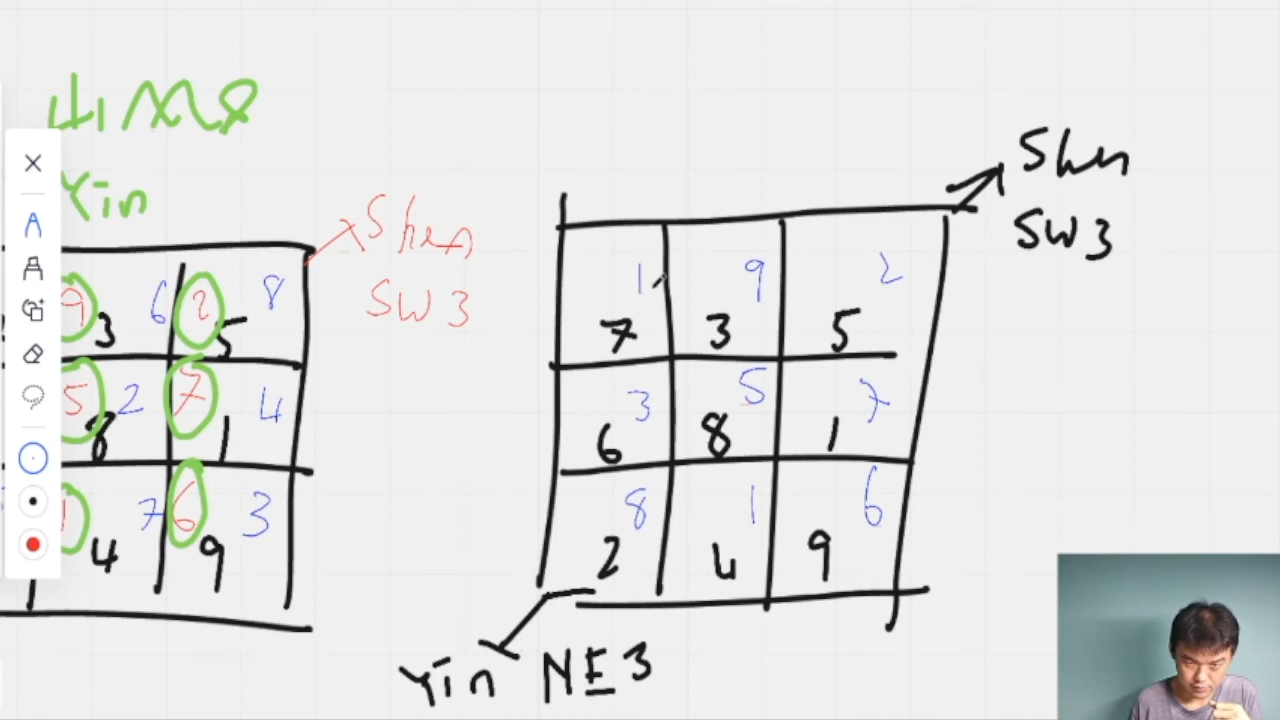 Yin
Shen
SW3
9 6 2 8
3 5
5 2 7 4
8 1
1 7 6 3
4 9
Shen
SW3
1 9 2
7 3 5
3 5 7
6 8 1
8 1 6
2 4 9
Yin NE3